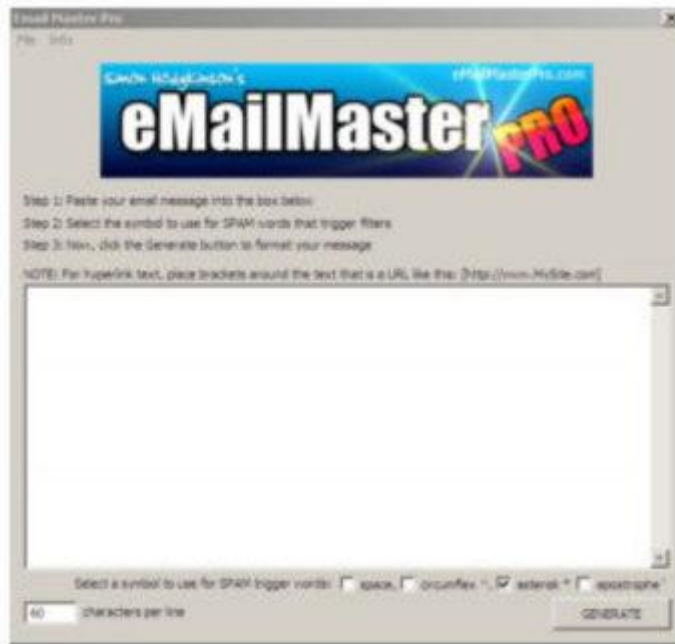 Email Master Pro
File Info
Simon Hodgkinson's
eMailMasterPro.com
eMailMaster PRO
Step 1: Paste your email message into the box below
Step 2: Select the symbol to use for SPAM words that trigger filters
Step 3: Now, click the Generate button to format your message
NOTE: For hyperlink text, place brackets around the text that is a URL like this: [http://www.MySite.com]
Select a symbol to use for SPAM trigger words: space, circumflex ^, asterisk * apostrophe '
60 characters per line
GENERATE